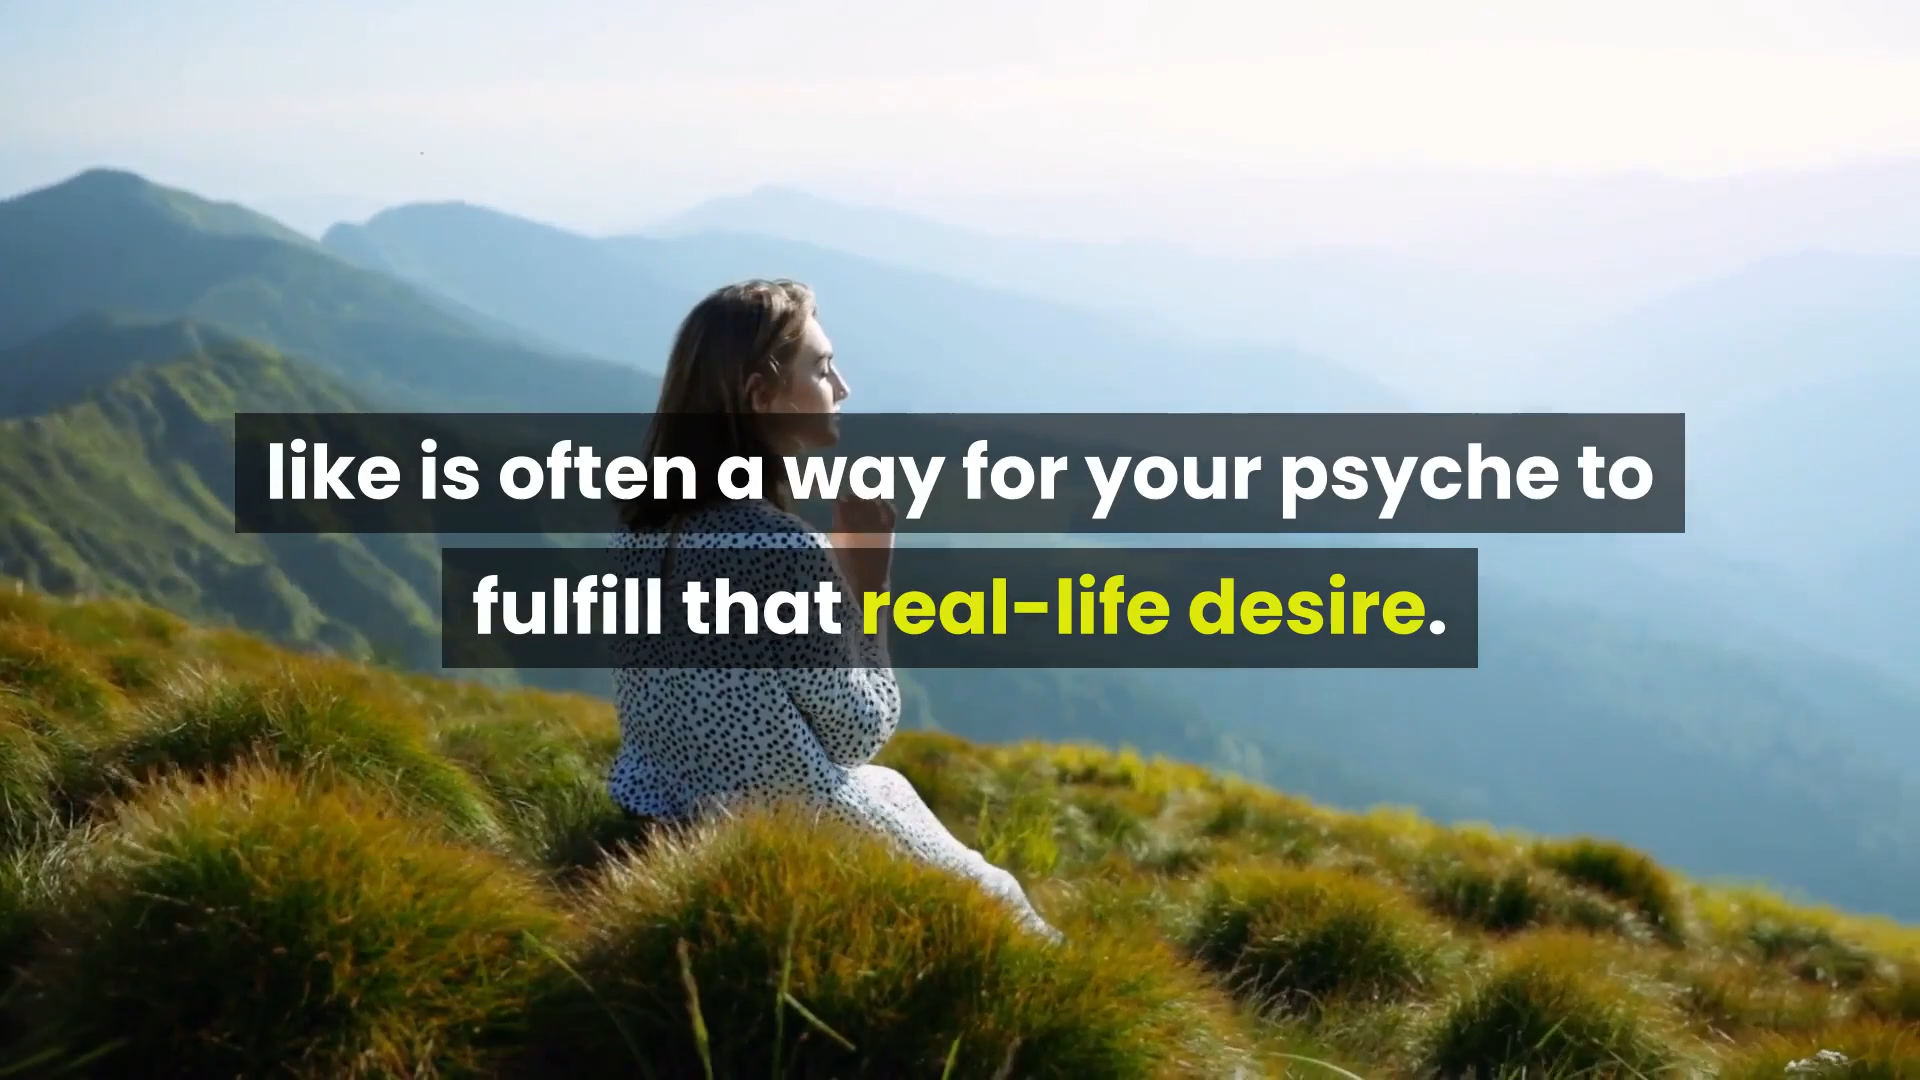 like is often a way for your psyche to
fulfill that real-life desire.